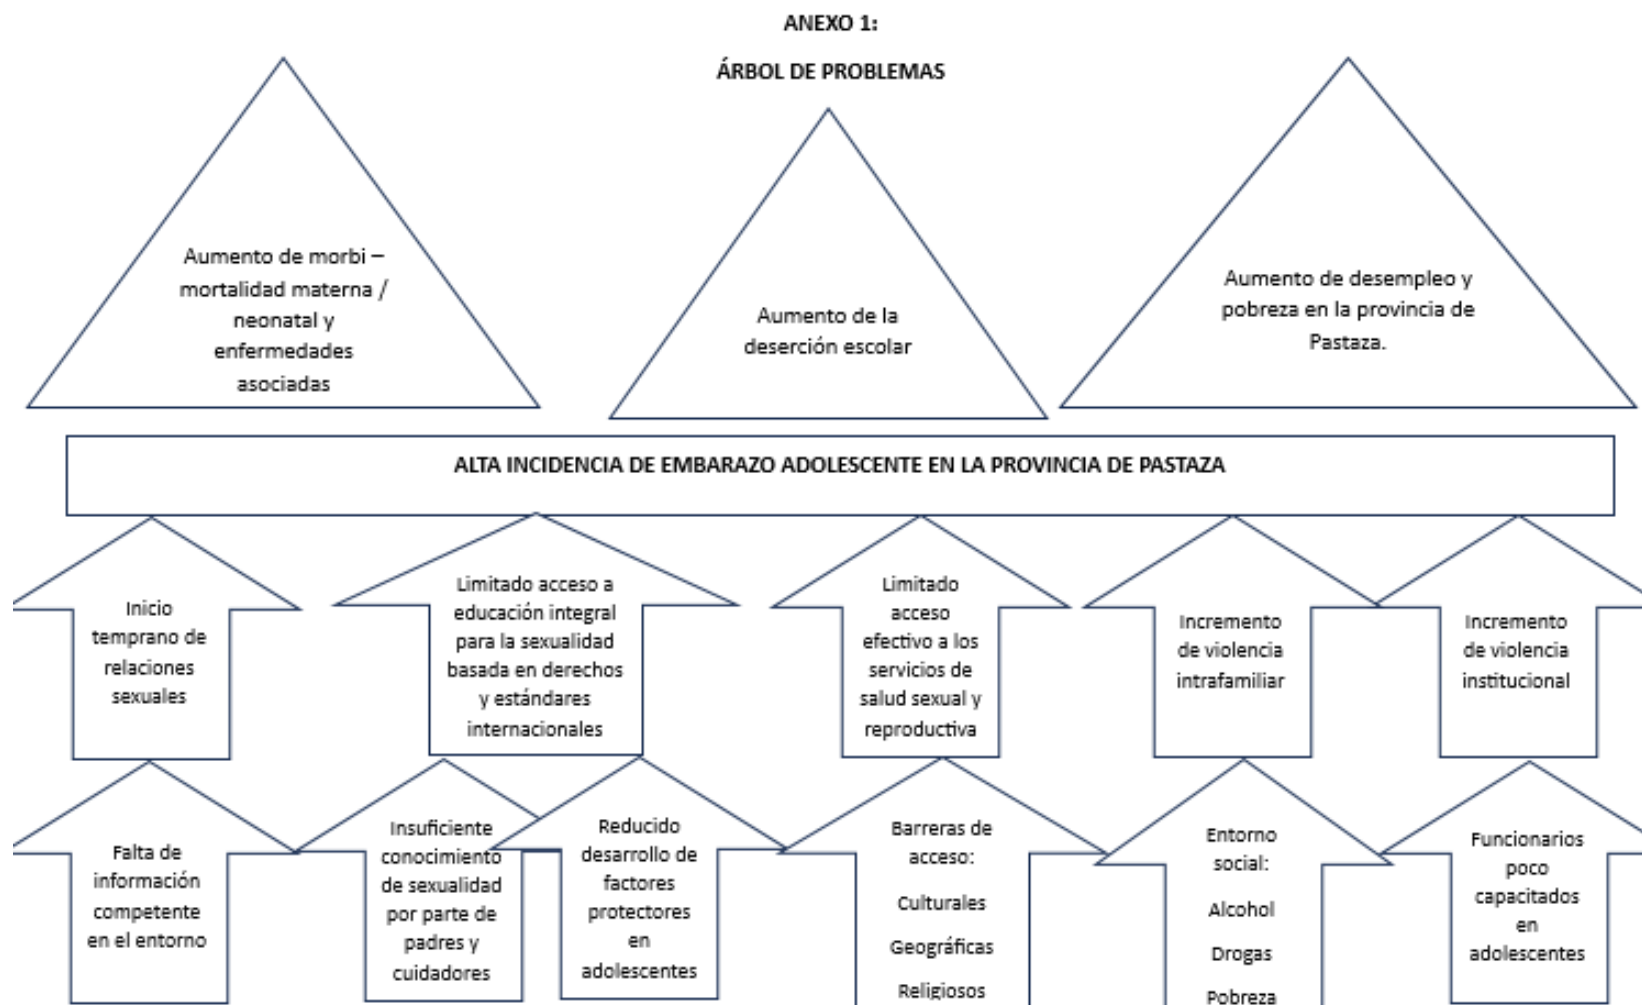 ANEXO 1:
ÁRBOL DE PROBLEMAS
Aumento de morbi –
mortalidad materna /
neonatal y
enfermedades
asociadas
Aumento de la
deserción escolar
Aumento de desempleo y
pobreza en la provincia de
Pastaza.
ALTA INCIDENCIA DE EMBARAZO ADOLESCENTE EN LA PROVINCIA DE PASTAZA
Inicio
temprano de
relaciones
sexuales
Limitado acceso a
educación integral
para la sexualidad
basada en derechos
y estándares
internacionales
Limitado
acceso
efectivo a los
servicios de
salud sexual y
reproductiva
Incremento
de violencia
intrafamiliar
Incremento
de violencia
institucional
Falta de
información
competente
en el entorno
Insuficiente
conocimiento
de sexualidad
por parte de
padres y
cuidadores
Reducido
desarrollo de
factores
protectores
en
adolescentes
Barreras de
acceso:
Culturales
Geográficas
Religiosos
Entorno
social:
Alcohol
Drogas
Pobreza
Funcionarios
poco
capacitados
en
adolescentes